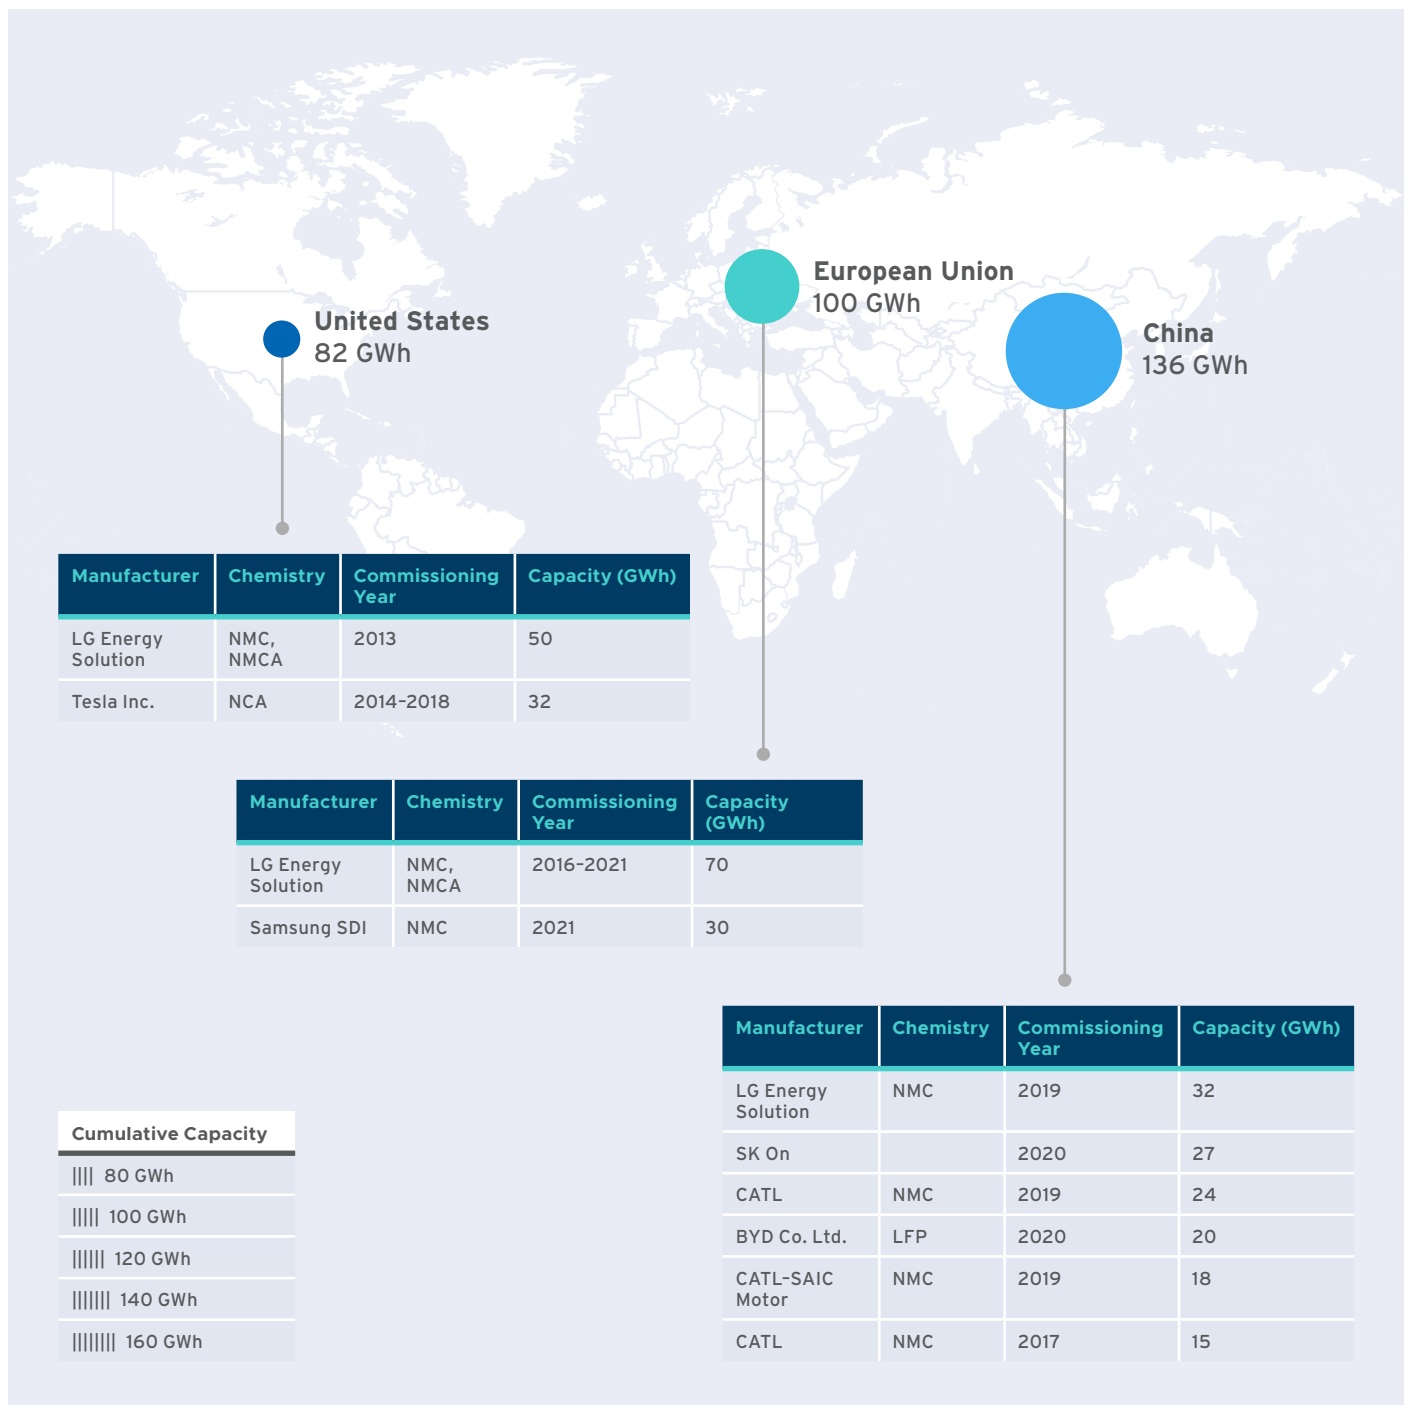 European Union
100 GWh
United States
82 GWh
China
136 GWh
Manufacturer Chemistry Commissioning Capacity (GWh)
Year
LG Energy NMC, 2013 50
Solution NMCA
Tesla Inc. NCA 2014–2018 32
Manufacturer Chemistry Commissioning Capacity
Year (GWh)
LG Energy NMC, 2016–2021 70
Solution NMCA
Samsung SDI NMC 2021 30
Manufacturer Chemistry Commissioning Capacity (GWh)
Year
LG Energy NMC 2019 32
Solution
SK On 2020 27
CATL NMC 2019 24
BYD Co. Ltd. LFP 2020 20
CATL–SAIC NMC 2019 18
Motor
CATL NMC 2017 15
Cumulative Capacity
|||| 80 GWh
||||| 100 GWh
|||||| 120 GWh
||||||| 140 GWh
|||||||| 160 GWh